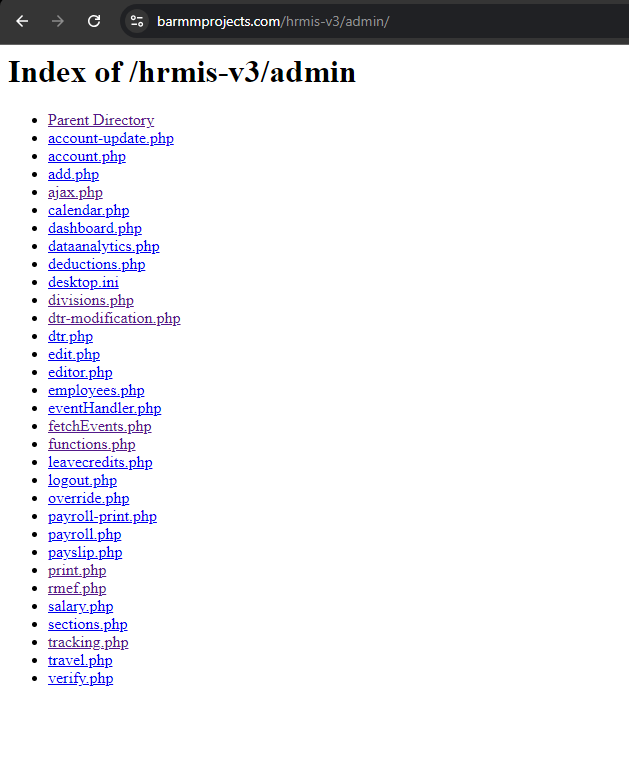 barmmprojects.com/hrmis-v3/admin/
Index of /hrmis-v3/admin
Parent Directory
account-update.php
account.php
add.php
ajax.php
calendar.php
dashboard.php
dataanalytics.php
deductions.php
desktop.ini
divisions.php
dtr-modification.php
dtr.php
edit.php
editor.php
employees.php
eventHandler.php
fetchEvents.php
functions.php
leavecredits.php
logout.php
override.php
payroll-print.php
payroll.php
payslip.php
print.php
rmef.php
salary.php
sections.php
tracking.php
travel.php
verify.php